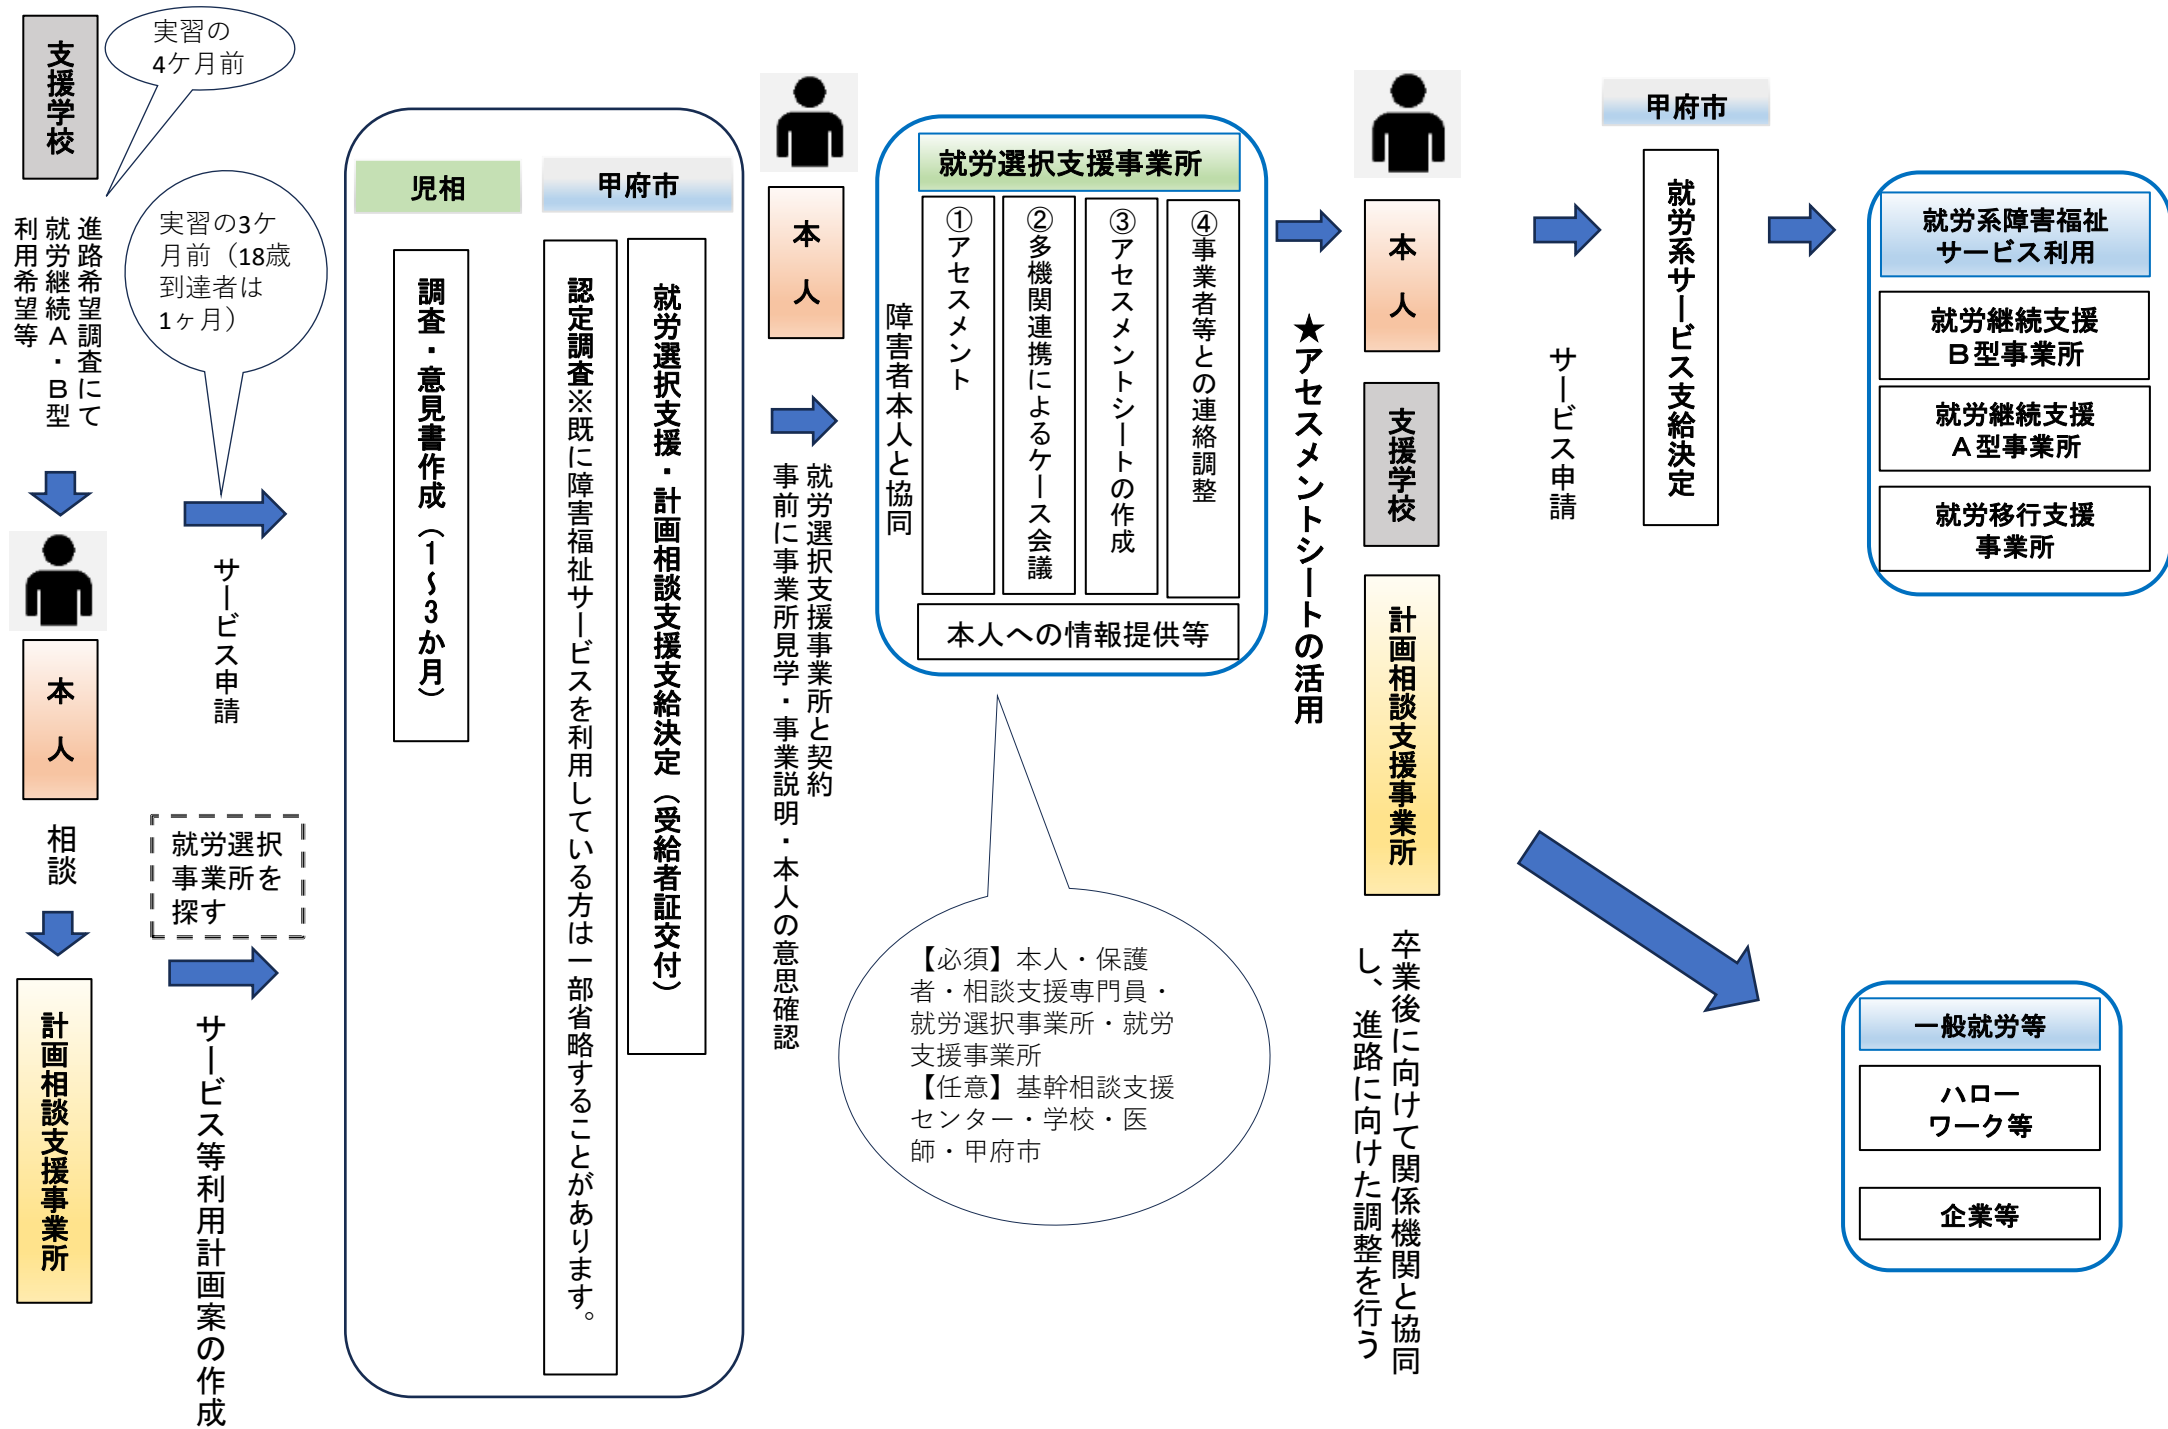 支援学校
実習の
4ケ月前
進路希望調査にて
就労継続A・B型
利用希望等
実習の3ケ
月前（18歳
到達者は
1ヶ月）
本人
サービス申請
相談
就労選択
事業所を
探す
計画相談支援事業所
サービス等利用計画案の作成
児相
調査・意見書作成（1～3か月）
甲府市
認定調査※既に障害福祉サービスを利用している方は一部省略することがあります。
就労選択支援・計画相談支援支給決定（受給者証交付）
本人
就労選択支援事業所と契約
事前に事業所見学・事業説明・本人の意思確認
就労選択支援事業所
障害者本人と協同
①アセスメント
②多機関連携によるケース会議
③アセスメントシートの作成
④事業者等との連絡調整
本人への情報提供等
【必須】本人・保護
者・相談支援専門員・
就労選択事業所・就労
支援事業所
【任意】基幹相談支援
センター・学校・医
師・甲府市
★アセスメントシートの活用
本人
支援学校
計画相談支援事業所
卒業後に向けて関係機関と協同
し、進路に向けた調整を行う
サービス申請
甲府市
就労系サービス支給決定
就労系障害福祉
サービス利用
就労継続支援
B型事業所
就労継続支援
A型事業所
就労移行支援
事業所
一般就労等
ハロー
ワーク等
企業等